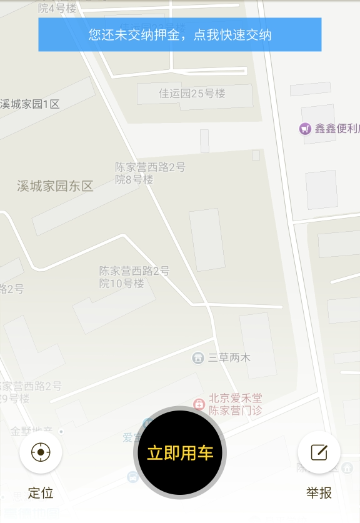 院4号楼
您还未交纳押金，点我快速交纳
佳运园25号楼
溪城家园1区
鑫鑫便利
陈家营西路2号
院8号楼
溪城家园东区
陈家营西路2号
院10号楼
路2号
三草两木
家营西路2号
29号楼
北京爱禾堂
陈家营门诊
立即用车
定位
举报